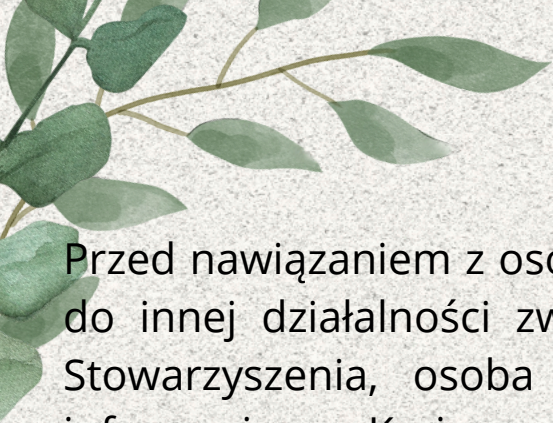 Przed nawiązaniem z
do innej działalności
Stowarzyszenia, osoba